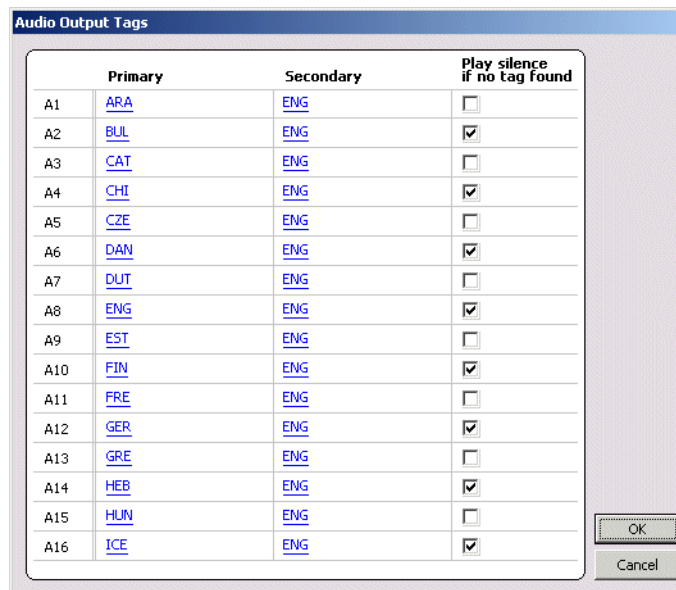 Audio Output Tags
Primary Secondary Play silence
if no tag found
A1 ARA ENG
A2 BUL ENG
A3 CAT ENG
A4 CHI ENG
A5 CZE ENG
A6 DAN ENG
A7 DUT ENG
A8 ENG ENG
A9 EST ENG
A10 FIN ENG
A11 FRE ENG
A12 GER ENG
A13 GRE ENG
A14 HEB ENG
A15 HUN ENG
A16 ICE ENG
OK
Cancel